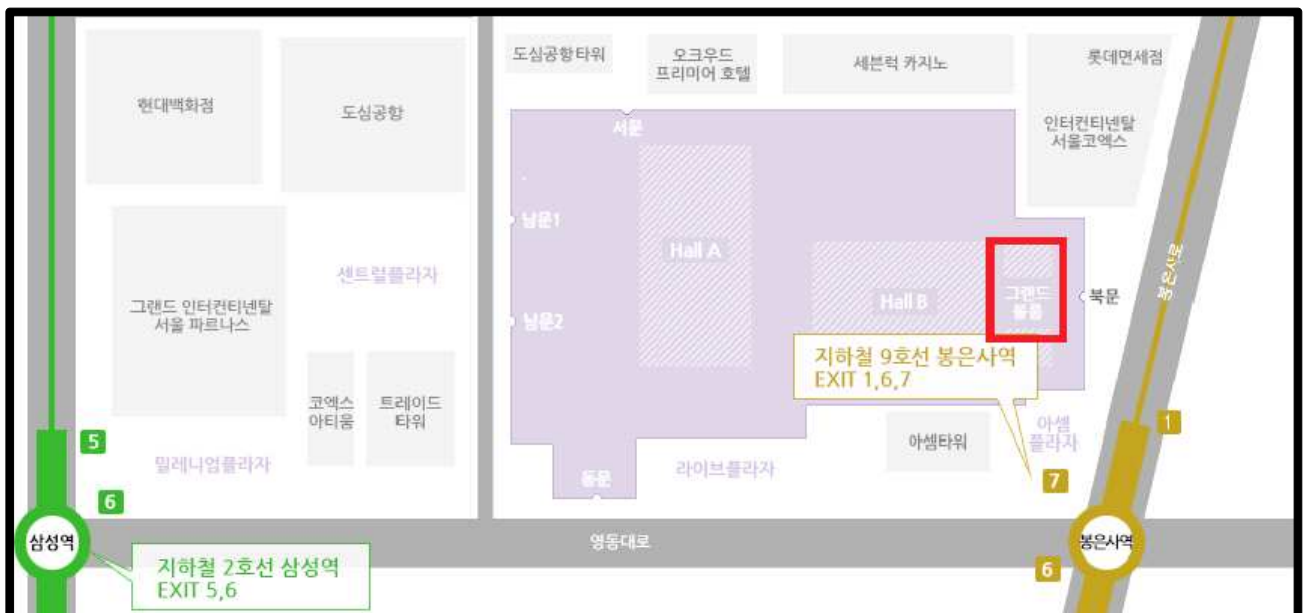 도심공항타워
오크우드
프리미어 호텔
세븐럭 카지노
롯데면세점
현대백화점
도심공항
서문
인터컨티넨탈
서울코엑스
남문1
Hall A
센트럴플라자
그랜드 인터컨티넨탈
서울 파르나스
남문2
Hall B
그랜드
볼룸
북문
봉은사로
지하철 9호선 봉은사역
EXIT 1,6,7
코엑스
아티움
트레이드
타워
아셈타워
아셈
플라자
1
5
밀레니엄플라자
동문
라이브플라자
7
6
삼성역
영동대로
봉은사역
지하철 2호선 삼성역
EXIT 5,6
6